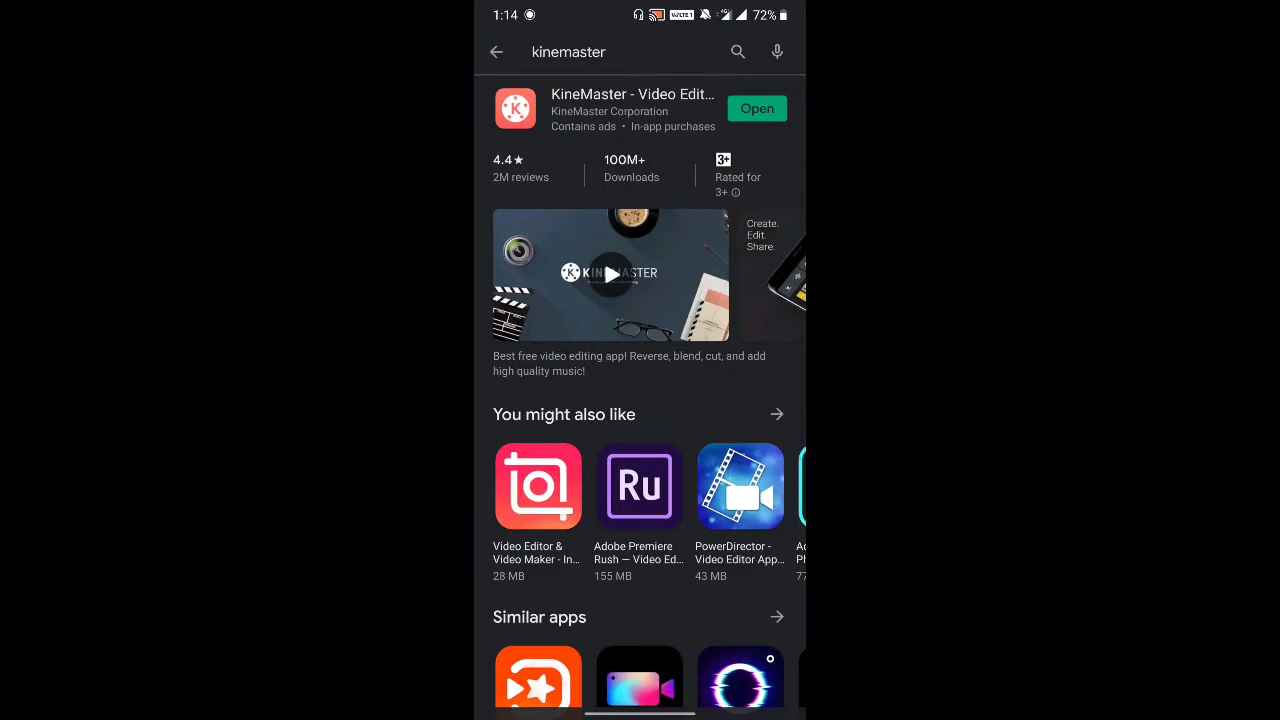 1:14
VoLTE 1
4G
72%
kinemaster
KineMaster - Video Edit...
KineMaster Corporation
Contains ads • In-app purchases
Open
4.4★
2M reviews
100M+
Downloads
3+
Rated for
3+
K KINEMASTER
Create.
Edit.
Share.
Best free video editing app! Reverse, blend, cut, and add
high quality music!
You might also like
Ru
Video Editor &
Video Maker - In...
28 MB
Adobe Premiere
Rush — Video Ed...
155 MB
PowerDirector -
Video Editor App...
43 MB
Similar apps